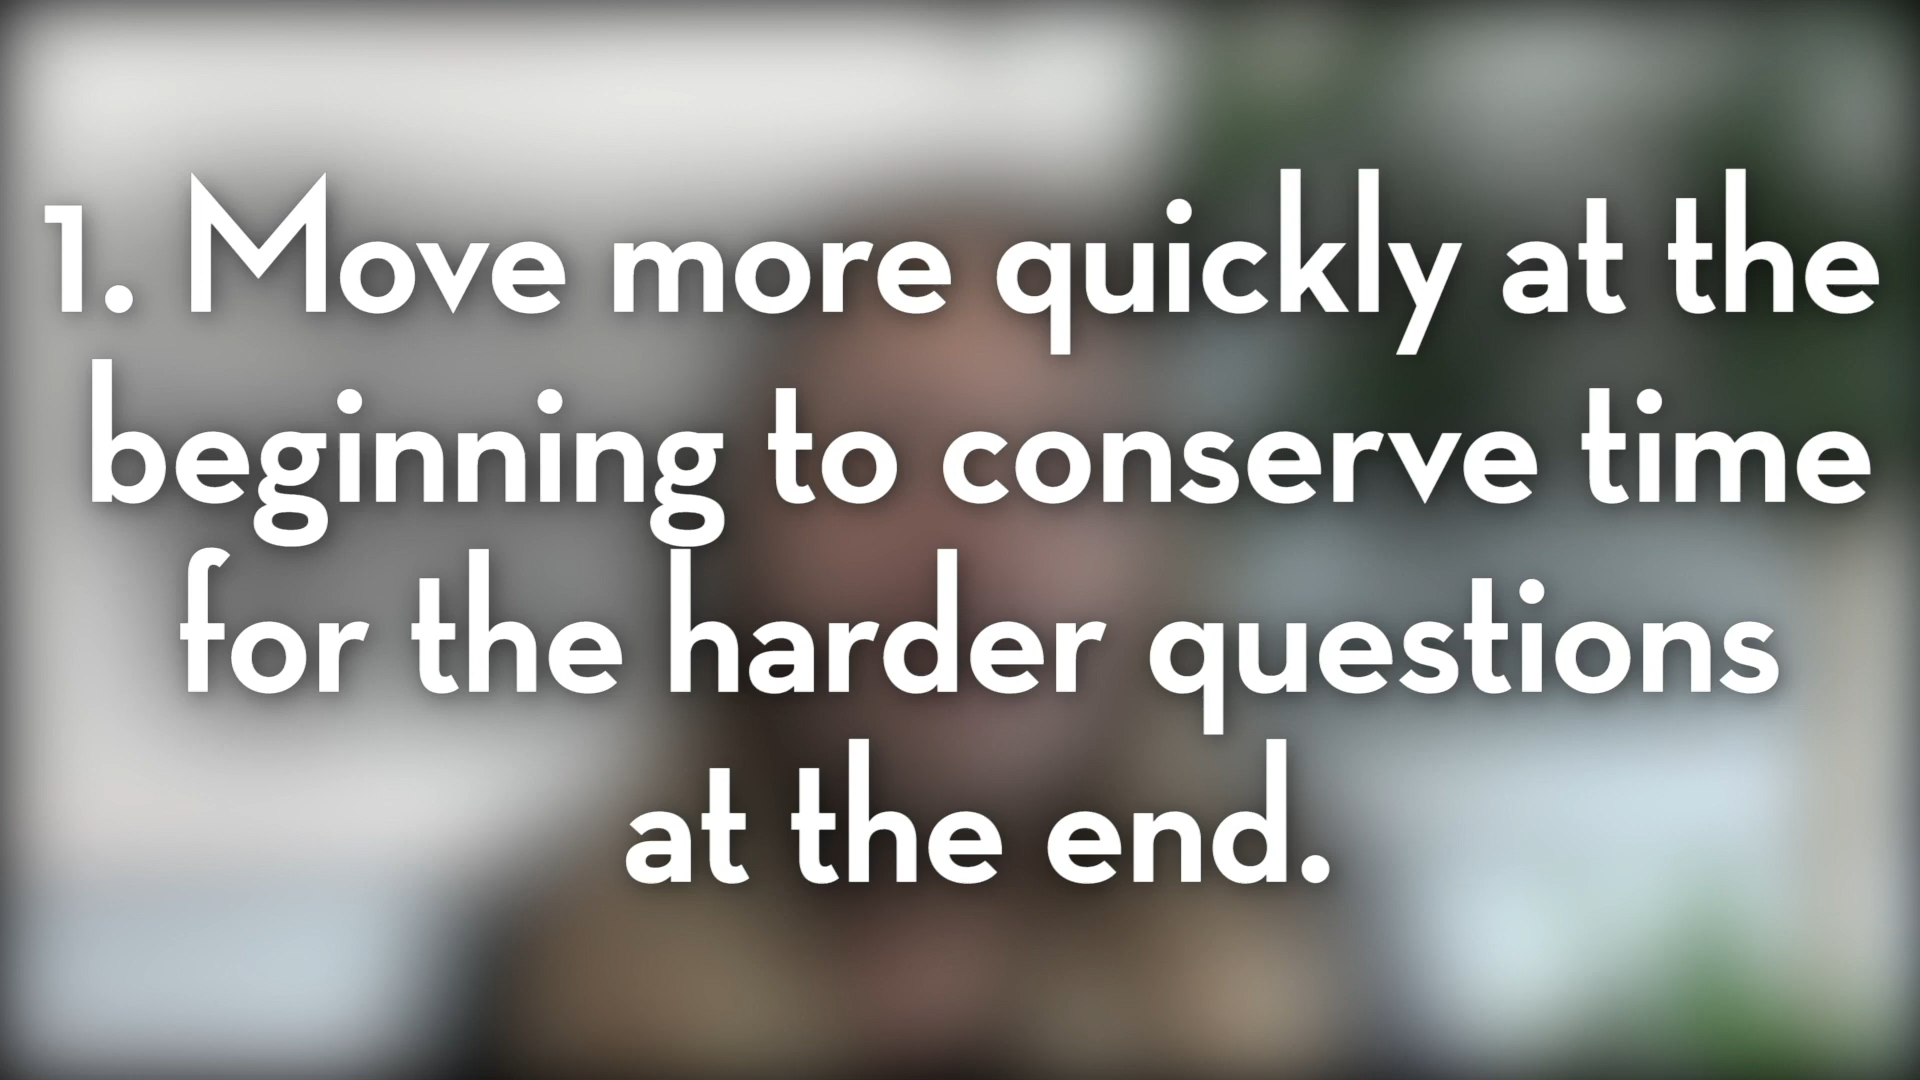 1. Move more quickly at the
beginning to conserve time
for the harder questions
at the end.